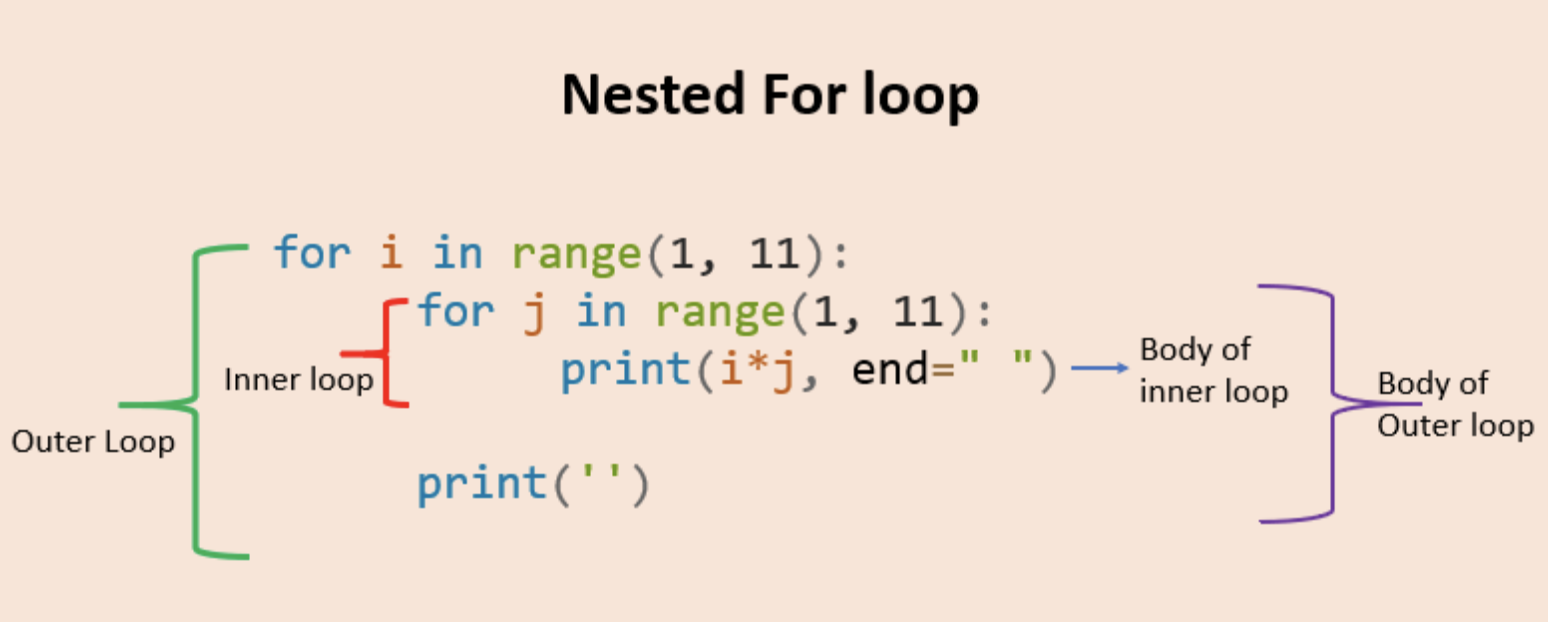 Nested For loop
for i in range(1, 11):
for j in range(1, 11):
print(i*j, end=" ")
Inner loop
Body of
inner loop
Outer Loop
Body of
Outer loop
print('')